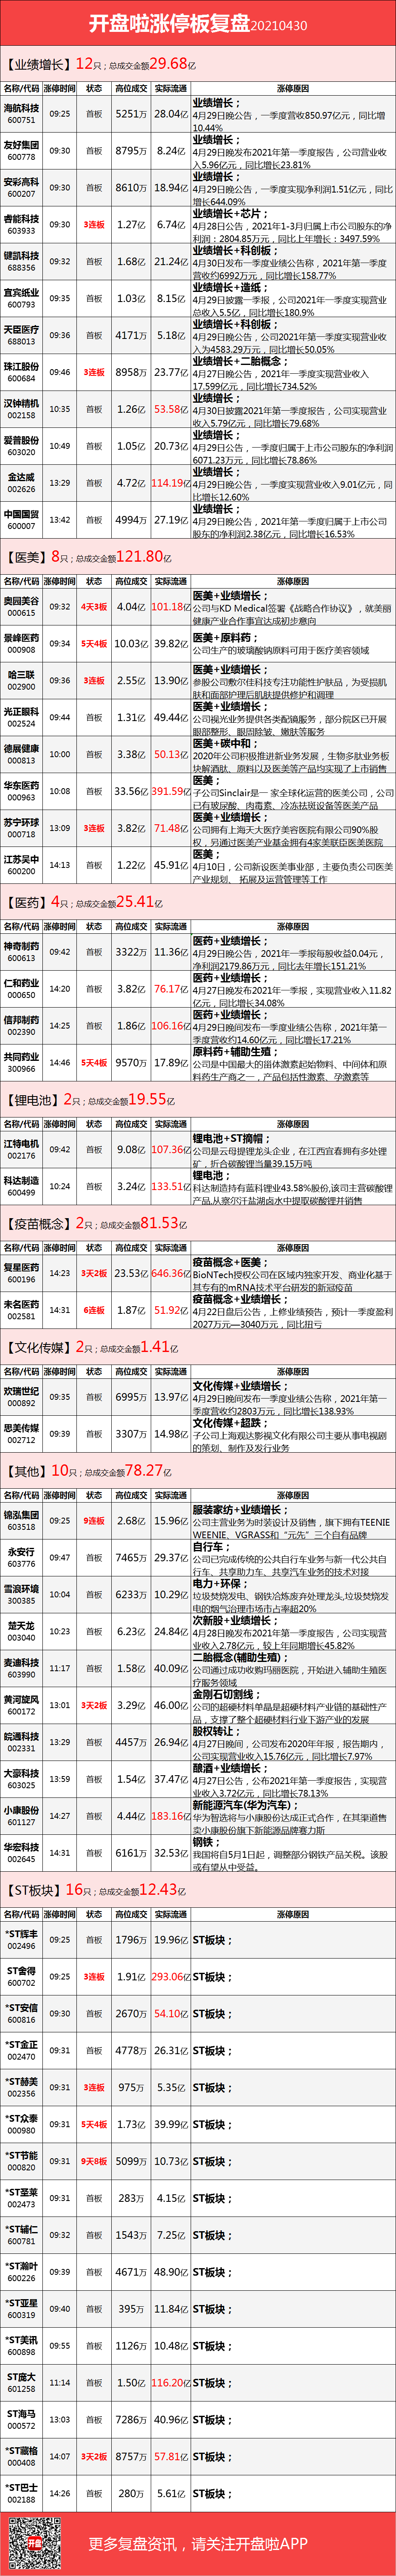 开盘啦涨停板复盘20210430
【业绩增长】12只；总成交金额29.68亿
名称/代码 涨停时间 状态 高位成交 实际流通 涨停原因
海航科技 600751 09:25 首板 5251万 28.04亿 业绩增长；
4月29日晚公告，一季度营收850.97亿元，同比增
10.44%
友好集团 600778 09:30 首板 8795万 8.24亿 业绩增长；
4月29日晚发布2021年第一季度报告，公司营业收
入5.96亿元，同比增长23.81%
安彩高科 600207 09:30 首板 8610万 18.94亿 业绩增长；
4月29日晚公告，一季度实现净利润1.51亿元，同比
增长644.09%
睿能科技 603933 09:30 3连板 1.27亿 6.74亿 业绩增长+芯片；
4月28日公告，2021年1-3月归属上市公司股东的净
利润：2804.85万元，同比上年增长：3497.59%
键凯科技 688356 09:32 首板 1.68亿 21.24亿 业绩增长+科创板；
4月30日发布一季度业绩公告称，2021年第一季度
营收约6992万元，同比增长158.77%
宜宾纸业 600793 09:35 首板 1.03亿 8.15亿 业绩增长+造纸；
4月29日披露一季报，公司2021年一季度实现营业
总收入5.5亿，同比增长180.9%
天臣医疗 688013 09:36 首板 4171万 5.18亿 业绩增长+科创板；
4月29日晚公告，公司2021年第一季度实现营业收
入为4583.29万元，同比增长50.05%
珠江股份 600684 09:46 3连板 8958万 23.77亿 业绩增长+二胎概念；
4月27日晚公告，2021年一季度实现营业收入
17.599亿元，同比增长734.52%
汉钟精机 002158 10:35 首板 1.26亿 53.58亿 业绩增长；
4月30日披露2021年第一季度报告，公司实现营业
收入5.79亿元，同比增长79.68%
爱普股份 603020 10:49 首板 1.05亿 20.73亿 业绩增长；
4月29日公告，一季度归属于上市公司股东的净利润
6071.23万元，同比增长78.86%
金达威 002626 13:29 首板 4.72亿 114.19亿 业绩增长；
4月29日晚公告，一季度实现营业收入9.01亿元，同
比增长12.60%
中国国贸 600007 13:42 首板 4994万 27.19亿 业绩增长；
4月29日晚公告，2021年第一季度归属于上市公司
股东的净利润2.38亿元，同比增长16.53%
【医美】8只；总成交金额121.80亿
名称/代码 涨停时间 状态 高位成交 实际流通 涨停原因
奥园美谷 000615 09:32 4天3板 4.04亿 101.18亿 医美+业绩增长；
公司与KD Medical签署《战略合作协议》，就美丽
健康产业合作事宜达成初步意向
景峰医药 000908 09:34 5天4板 10.03亿 39.82亿 医美+原料药；
公司生产的玻璃酸钠原料可用于医疗美容领域
哈三联 002900 09:36 3连板 2.55亿 13.90亿 医美+业绩增长；
参股公司敷尔佳科技专注功能性护肤品，为受损肌
肤和面部护理后肌肤提供修护和调理
光正眼科 002524 09:44 首板 1.31亿 49.44亿 医美+业绩增长；
公司视光业务提供各类配镜服务，部分院区已开展
眼部整形、眼周除皱、嫩肤等服务
德展健康 000813 10:00 首板 3.38亿 50.13亿 医美+碳中和；
2020年公司积极推进新业务发展，生物多肽业务板
块解酒肽、原料以及医美等产品均实现了上市销售
华东医药 000963 10:08 首板 33.56亿 391.59亿 医美；
子公司Sinclair是一 家全球化运营的医美公司，公司
已有玻尿酸、肉毒素、冷冻祛斑设备等医美产品
苏宁环球 000718 13:09 3连板 3.82亿 71.48亿 医美+业绩增长；
公司拥有上海天大医疗美容医院有限公司90%股
权，另通过医美产业基金拥有4家美联臣医美医院
江苏吴中 600200 14:13 首板 1.22亿 45.91亿 医美；
4月10日，公司新设医美事业部，主要负责公司医美
产业规划、 拓展及运营管理等工作
【医药】4只；总成交金额25.41亿
名称/代码 涨停时间 状态 高位成交 实际流通 涨停原因
神奇制药 600613 09:42 首板 3322万 11.36亿 医药+业绩增长；
4月29日晚公告，2021年一季报每股收益0.04元，
净利润2179.86万元，同比去年增长151.21%
仁和药业 000650 14:20 首板 3.82亿 76.17亿 医药+业绩增长；
4月27日晚发布2021年一季报，实现营业收入11.82
亿元，同比增长34.08%
信邦制药 002390 14:25 首板 1.86亿 106.16亿 医药+业绩增长；
4月29日晚间发布一季度业绩公告称，2021年第一
季度营收约14.60亿元，同比增长17.21%
共同药业 300966 14:46 5天4板 9570万 17.89亿 原料药+辅助生殖；
公司是中国最大的甾体激素起始物料、中间体和原
料药生产商之一，产品包括性激素、孕激素等
【锂电池】2只；总成交金额19.55亿
名称/代码 涨停时间 状态 高位成交 实际流通 涨停原因
江特电机 002176 09:42 首板 9.08亿 107.36亿 锂电池+ST摘帽；
公司是云母提锂龙头企业，在江西宜春拥有多处锂
矿，折合碳酸锂当量39.15万吨
科达制造 600499 10:24 首板 3.24亿 133.51亿 锂电池；
科达制造持有蓝科锂业43.58%股份,该司主营碳酸锂
产品,从察尔汗盐湖卤水中提取碳酸锂并销售
【疫苗概念】2只；总成交金额81.53亿
名称/代码 涨停时间 状态 高位成交 实际流通 涨停原因
复星医药 600196 14:23 3天2板 23.53亿 646.36亿 疫苗概念+医美；
BioNTech授权公司在区域内独家开发、商业化基于
其专有的mRNA技术平台研发的新冠疫苗
未名医药 002581 14:31 6连板 1.87亿 51.92亿 疫苗概念+业绩增长；
4月22日盘后公告，上修业绩预告，预计一季度盈利
2027万元—3040万元，同比扭亏
【文化传媒】2只；总成交金额1.41亿
名称/代码 涨停时间 状态 高位成交 实际流通 涨停原因
欢瑞世纪 000892 09:35 首板 6995万 13.97亿 文化传媒+业绩增长；
4月29日晚间发布一季度业绩公告称，2021年第一
季度营收约2803万元，同比增长138.93%
思美传媒 002712 09:39 首板 3307万 14.98亿 文化传媒+超跌；
子公司上海观达影视文化有限公司主要从事电视剧
的策划、制作及发行业务
【其他】10只；总成交金额78.27亿
名称/代码 涨停时间 状态 高位成交 实际流通 涨停原因
锦泓集团 603518 09:25 9连板 2.68亿 15.96亿 服装家纺+业绩增长；
公司主营业务为时装设计及销售，旗下拥有TEENIE
WEENIE、VGRASS和“元先”三个自有品牌
永安行 603776 09:47 首板 7465万 29.37亿 自行车；
公司已完成传统的公共自行车业务与新一代公共自行
车、共享助力车、共享汽车业务的技术对接
雪浪环境 300385 10:04 首板 6233万 10.29亿 电力+环保；
垃圾焚烧发电、钢铁冶炼废弃处理龙头,垃圾焚烧发
电的烟气治理市场市占率超20%
楚天龙 003040 10:23 首板 6.23亿 24.84亿 次新股+业绩增长；
4月28日晚发布2021年第一季度报告，公司实现营
业收入2.78亿元，较上年同期增长45.82%
麦迪科技 603990 11:17 首板 1.58亿 40.09亿 二胎概念(辅助生殖)；
公司通过成功收购玛丽医院，开始进入辅助生殖医
疗服务领域
黄河旋风 600172 13:01 3天2板 3.29亿 46.00亿 金刚石切割线；
公司的超硬材料单晶是超硬材料产业链的基础性产
品，支撑了整个超硬材料行业下游产业的发展
皖通科技 002331 13:29 首板 4457万 26.94亿 股权转让；
4月27日晚间，公司发布2020年年报，报告期内，
公司实现营业收入15.76亿元，同比增长7.97%
大豪科技 603025 13:59 首板 1.54亿 37.47亿 酿酒+业绩增长；
4月27日公告，公布2021年第一季度报告，实现营
业收入3.72亿元，同比增长78.13%
小康股份 601127 14:27 首板 4.44亿 183.16亿 新能源汽车(华为汽车)；
华为智选将与小康股份达成正式合作，在其渠道售
卖小康股份旗下新能源品牌赛力斯
华宏科技 002645 14:31 首板 6161万 32.53亿 钢铁；
我国将自5月1日起，调整部分钢铁产品关税。该股
或有望从中受益。
【ST板块】16只；总成交金额12.43亿
名称/代码 涨停时间 状态 高位成交 实际流通 涨停原因
*ST辉丰 002496 09:25 首板 1796万 19.96亿 ST板块；
ST舍得 600702 09:25 3连板 1.91亿 293.06亿 ST板块；
*ST安信 600816 09:30 首板 2670万 54.10亿 ST板块；
*ST金正 002470 09:31 首板 4778万 26.31亿 ST板块；
*ST赫美 002356 09:31 3连板 975万 5.35亿 ST板块；
*ST众泰 000980 09:31 5天4板 1.73亿 39.99亿 ST板块；
*ST节能 000820 09:31 9天8板 5099万 10.73亿 ST板块；
*ST圣莱 002473 09:31 首板 283万 4.15亿 ST板块；
*ST辅仁 600781 09:32 首板 1543万 7.25亿 ST板块；
*ST瀚叶 600226 09:39 首板 4671万 48.90亿 ST板块；
*ST亚星 600319 09:40 首板 395万 11.84亿 ST板块；
*ST美讯 600898 09:55 首板 1126万 10.48亿 ST板块；
ST庞大 601258 11:14 首板 1.50亿 116.20亿 ST板块；
ST海马 000572 13:03 首板 7286万 40.96亿 ST板块；
*ST藏格 000408 14:07 3天2板 8757万 57.81亿 ST板块；
*ST巴士 002188 14:26 首板 280万 5.61亿 ST板块；
开盘
更多复盘资讯，请关注开盘啦APP